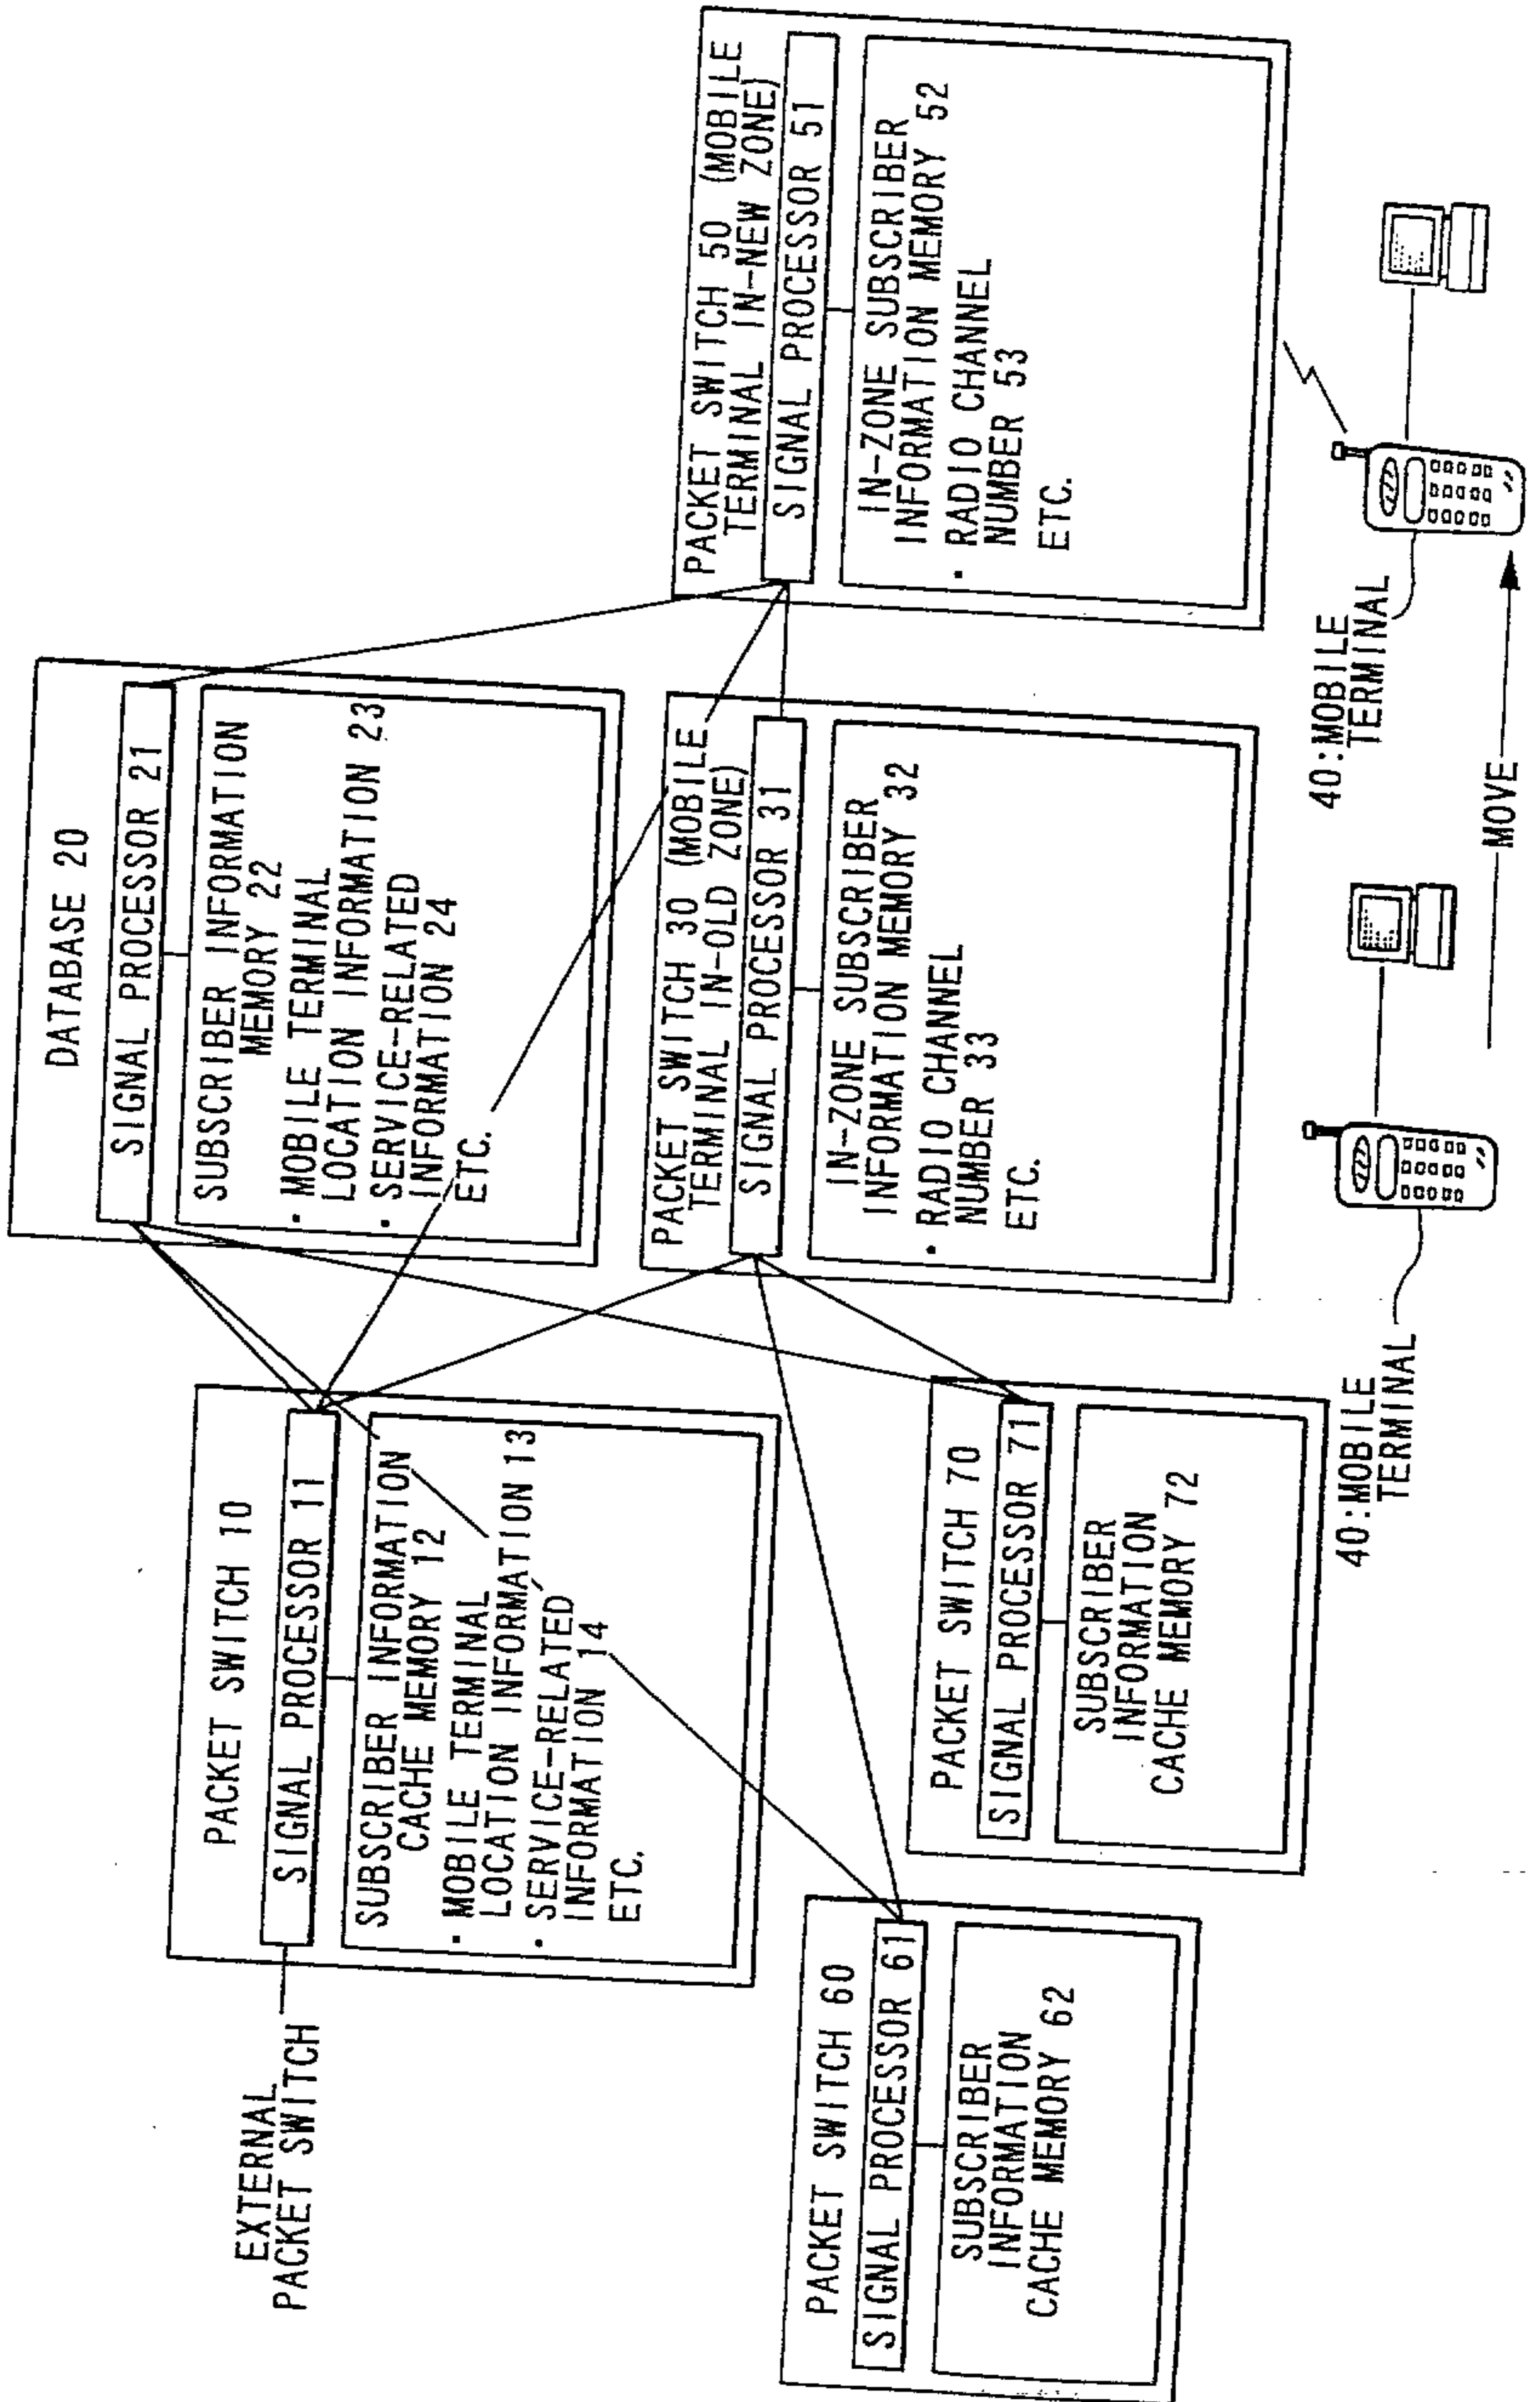 EXTERNAL
PACKET SWITCH
PACKET SWITCH 10
SIGNAL PROCESSOR 11
SUBSCRIBER INFORMATION
CACHE MEMORY 12
• MOBILE TERMINAL
LOCATION INFORMATION 13
• SERVICE-RELATED
INFORMATION 14
ETC.
DATABASE 20
SIGNAL PROCESSOR 21
SUBSCRIBER INFORMATION
MEMORY 22
• MOBILE TERMINAL
LOCATION INFORMATION 23
• SERVICE-RELATED
INFORMATION 24
ETC.
PACKET SWITCH 60
SIGNAL PROCESSOR 61
SUBSCRIBER
INFORMATION
CACHE MEMORY 62
PACKET SWITCH 70
SIGNAL PROCESSOR 71
SUBSCRIBER
INFORMATION
CACHE MEMORY 72
PACKET SWITCH 30 (MOBILE
TERMINAL IN-OLD ZONE)
SIGNAL PROCESSOR 31
IN-ZONE SUBSCRIBER
INFORMATION MEMORY 32
• RADIO CHANNEL
NUMBER 33
ETC.
PACKET SWITCH 50 (MOBILE
TERMINAL IN-NEW ZONE)
SIGNAL PROCESSOR 51
IN-ZONE SUBSCRIBER
INFORMATION MEMORY 52
• RADIO CHANNEL
NUMBER 53
ETC.
40:MOBILE
TERMINAL
MOVE
40:MOBILE
TERMINAL